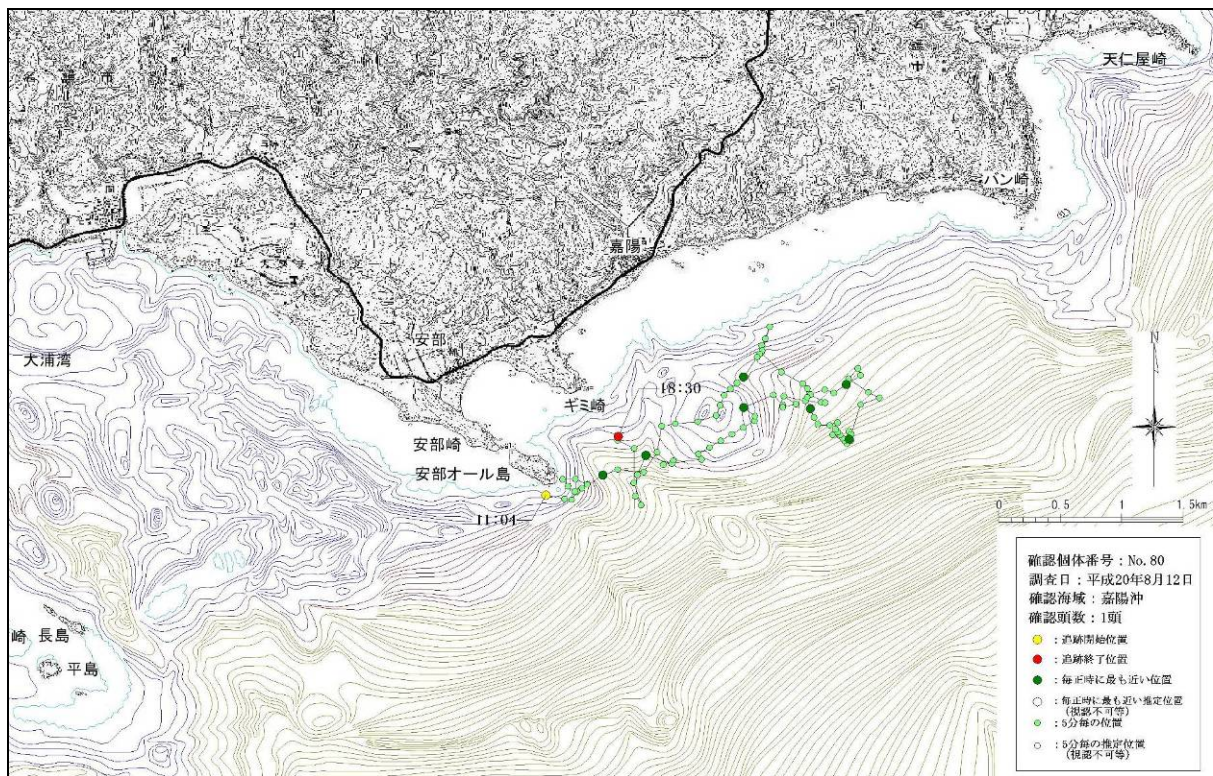 天仁屋崎
バン崎
嘉陽
安部
大浦湾
ギミ崎
18:30
安部崎
安部オール島
11:04
N
0 0.5 1 1.5km
崎
長島
平島
確認個体番号:No.80
調査日:平成20年8月12日
確認海域:嘉陽沖
確認頭数:1頭
:追跡開始位置
:追跡終了位置
:毎正時に最も近い位置
:毎正時に最も近い推定位置
(視認不可等)
:5分毎の位置
:5分毎の推定位置
(視認不可等)